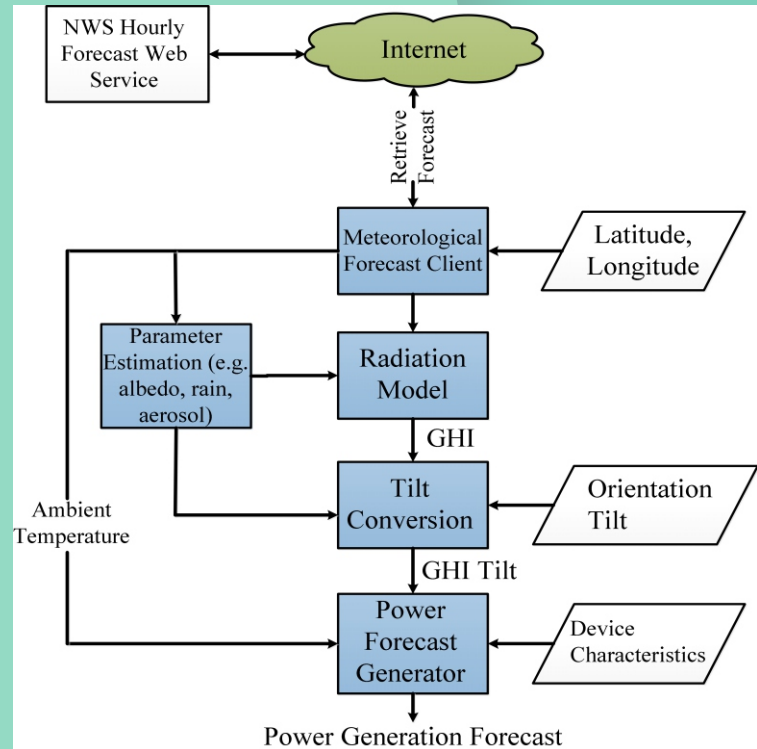 NWS Hourly
Forecast Web
Service
Internet
Retrieve
Forecast
Meteorological
Forecast Client
Latitude,
Longitude
Parameter
Estimation (e.g.
albedo, rain,
aerosol)
Radiation
Model
GHI
Tilt
Conversion
Orientation
Tilt
Ambient
Temperature
GHI Tilt
Power
Forecast
Generator
Device
Characteristics
Power Generation Forecast